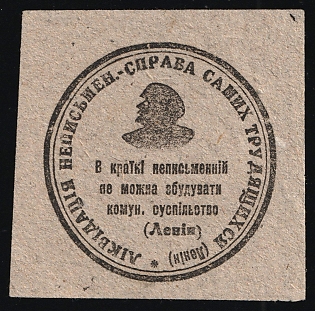 ЛІКВІДАЦІЯ НЕПИСЬМЕН.-СПРАВА САМИХ ТРУДЯЩИХСЯ (Ленін) *
В країні неписьменній
не можна збудувати
комун. суспільство
(Ленін)